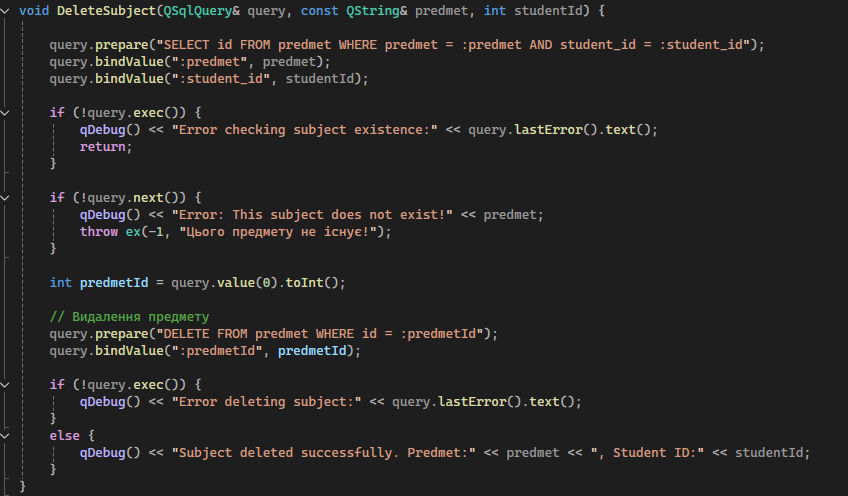 void DeleteSubject(QSqlQuery& query, const QString& predmet, int studentId) {
query.prepare("SELECT id FROM predmet WHERE predmet = :predmet AND student_id = :student_id");
query.bindValue(":predmet", predmet);
query.bindValue(":student_id", studentId);
if (!query.exec()) {
qDebug() << "Error checking subject existence:" << query.lastError().text();
return;
}
if (!query.next()) {
qDebug() << "Error: This subject does not exist!" << predmet;
throw ex(-1, "Цього предмету не існує!");
}
int predmetId = query.value(0).toInt();
// Видалення предмету
query.prepare("DELETE FROM predmet WHERE id = :predmetId");
query.bindValue(":predmetId", predmetId);
if (!query.exec()) {
qDebug() << "Error deleting subject:" << query.lastError().text();
}
else {
qDebug() << "Subject deleted successfully. Predmet:" << predmet << ", Student ID:" << studentId;
}
}